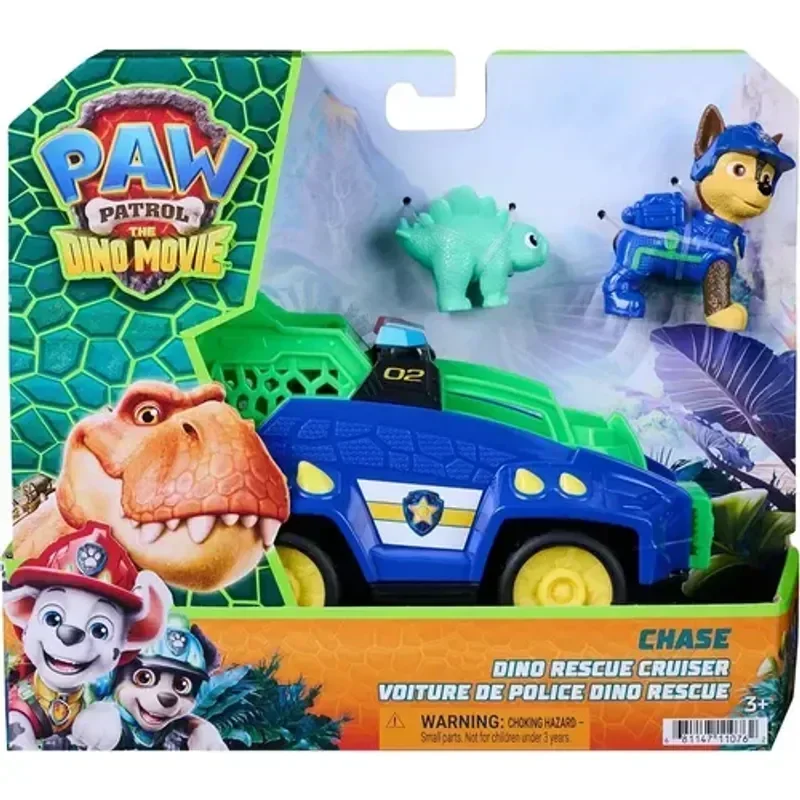 PAW
PATROL
THE
DINO MOVIE
02
CHASE
DINO RESCUE CRUISER
VOITURE DE POLICE DINO RESCUE
3+
WARNING: CHOKING HAZARD –
Small parts. Not for children under 3 years.